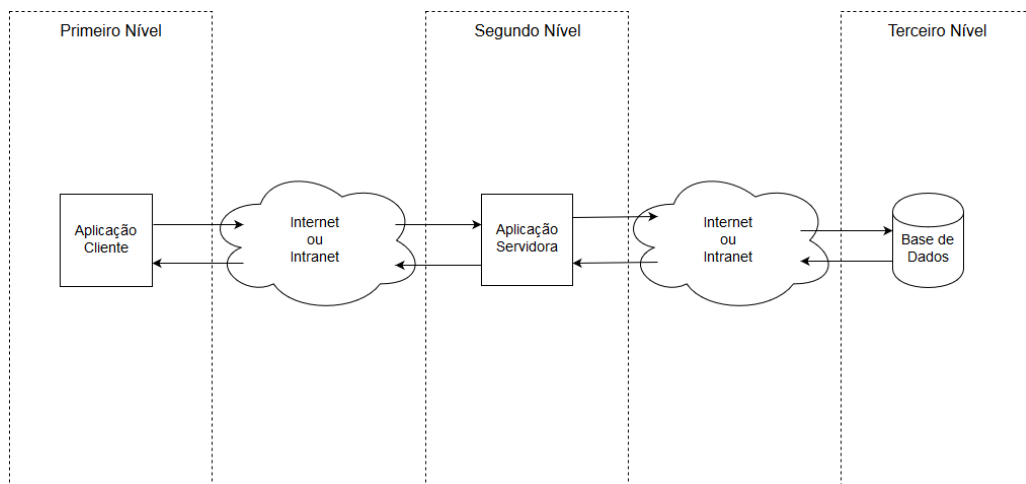 Primeiro Nível
Segundo Nível
Terceiro Nível
Aplicação
Cliente
Internet
ou
Intranet
Aplicação
Servidora
Internet
ou
Intranet
Base de
Dados